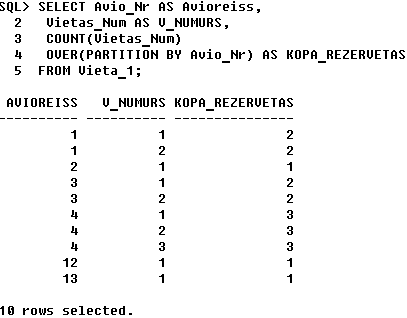 SQL> SELECT Avio_Nr AS Avioreiss,
  2   Vietas_Num AS V_NUMURS,
  3   COUNT(Vietas_Num)
  4   OVER(PARTITION BY Avio_Nr) AS KOPA_REZERVETAS
  5  FROM Vieta_1;
 AVIOREISS   V_NUMURS KOPA_REZERVETAS
---------- ---------- ---------------
         1          1               2
         1          2               2
         2          1               1
         3          1               2
         3          2               2
         4          1               3
         4          2               3
         4          3               3
        12          1               1
        13          1               1
10 rows selected.